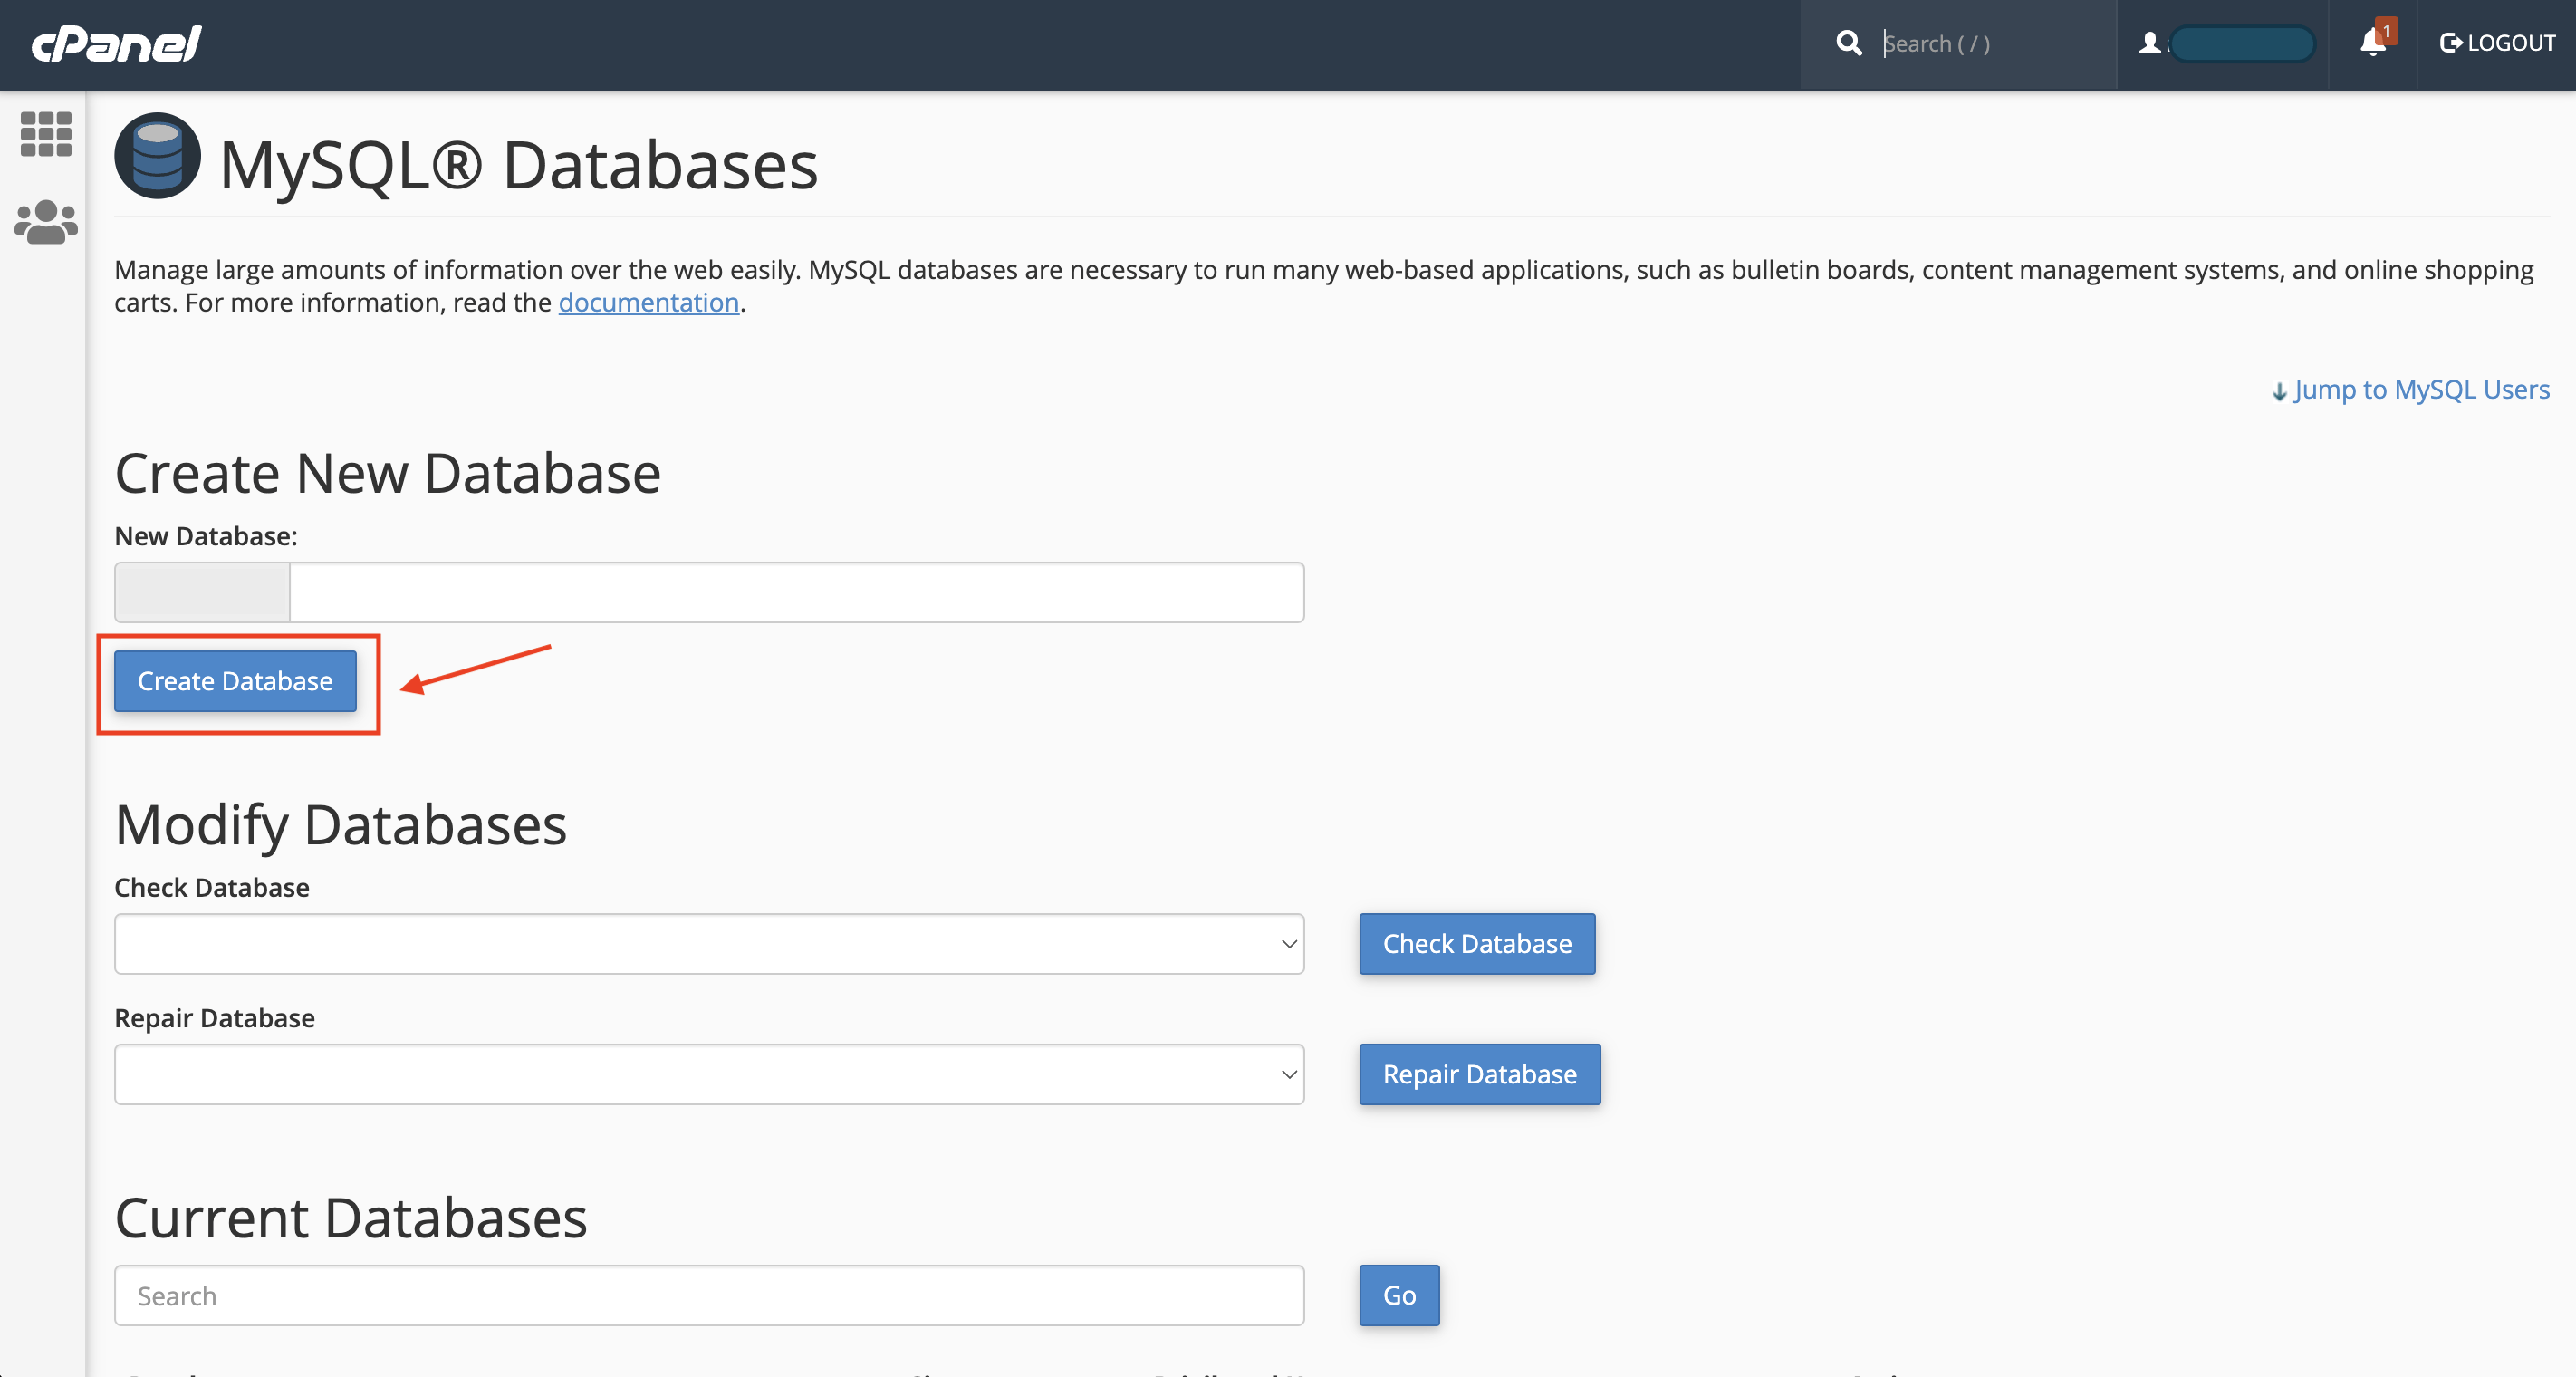 cPanel
Search ( / )
1
LOGOUT
MySQL® Databases
Manage large amounts of information over the web easily. MySQL databases are necessary to run many web-based applications, such as bulletin boards, content management systems, and online shopping
carts. For more information, read the documentation.
Jump to MySQL Users
Create New Database
New Database:
Create Database
Modify Databases
Check Database
Check Database
Repair Database
Repair Database
Current Databases
Search
Go